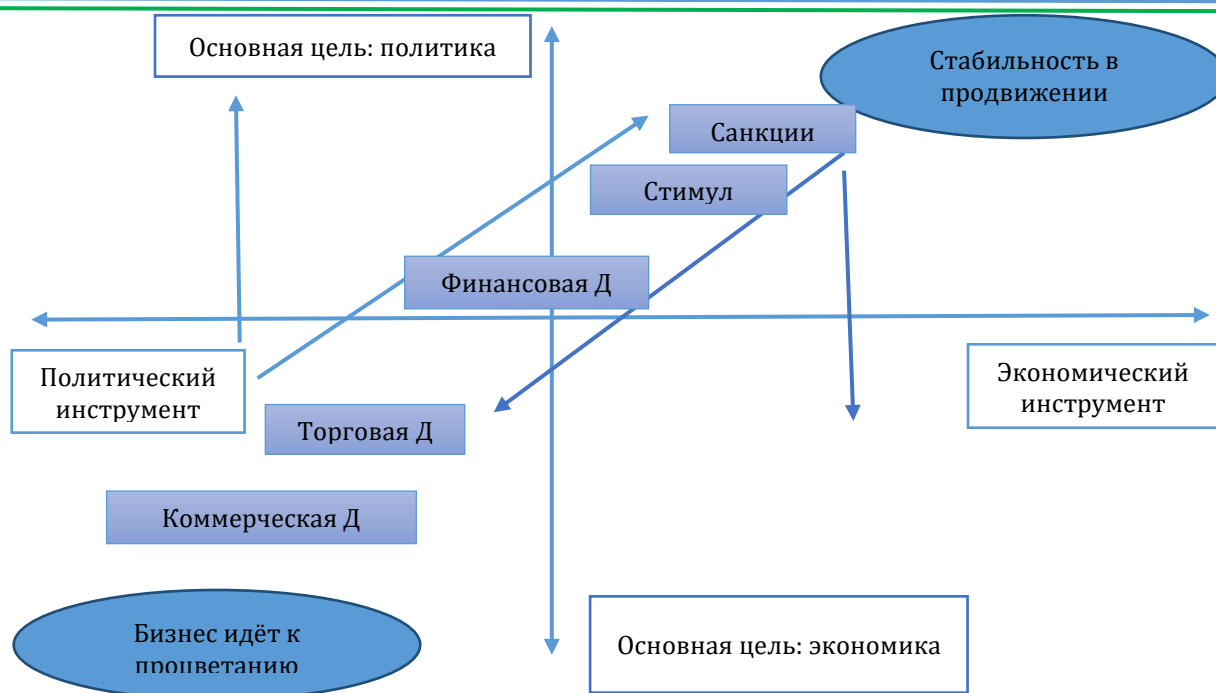 Основная цель: политика
Стабильность в
продвижении
Санкции
Стимул
Финансовая Д
Политический
инструмент
Экономический
инструмент
Торговая Д
Коммерческая Д
Бизнес идёт к
процветанию
Основная цель: экономика